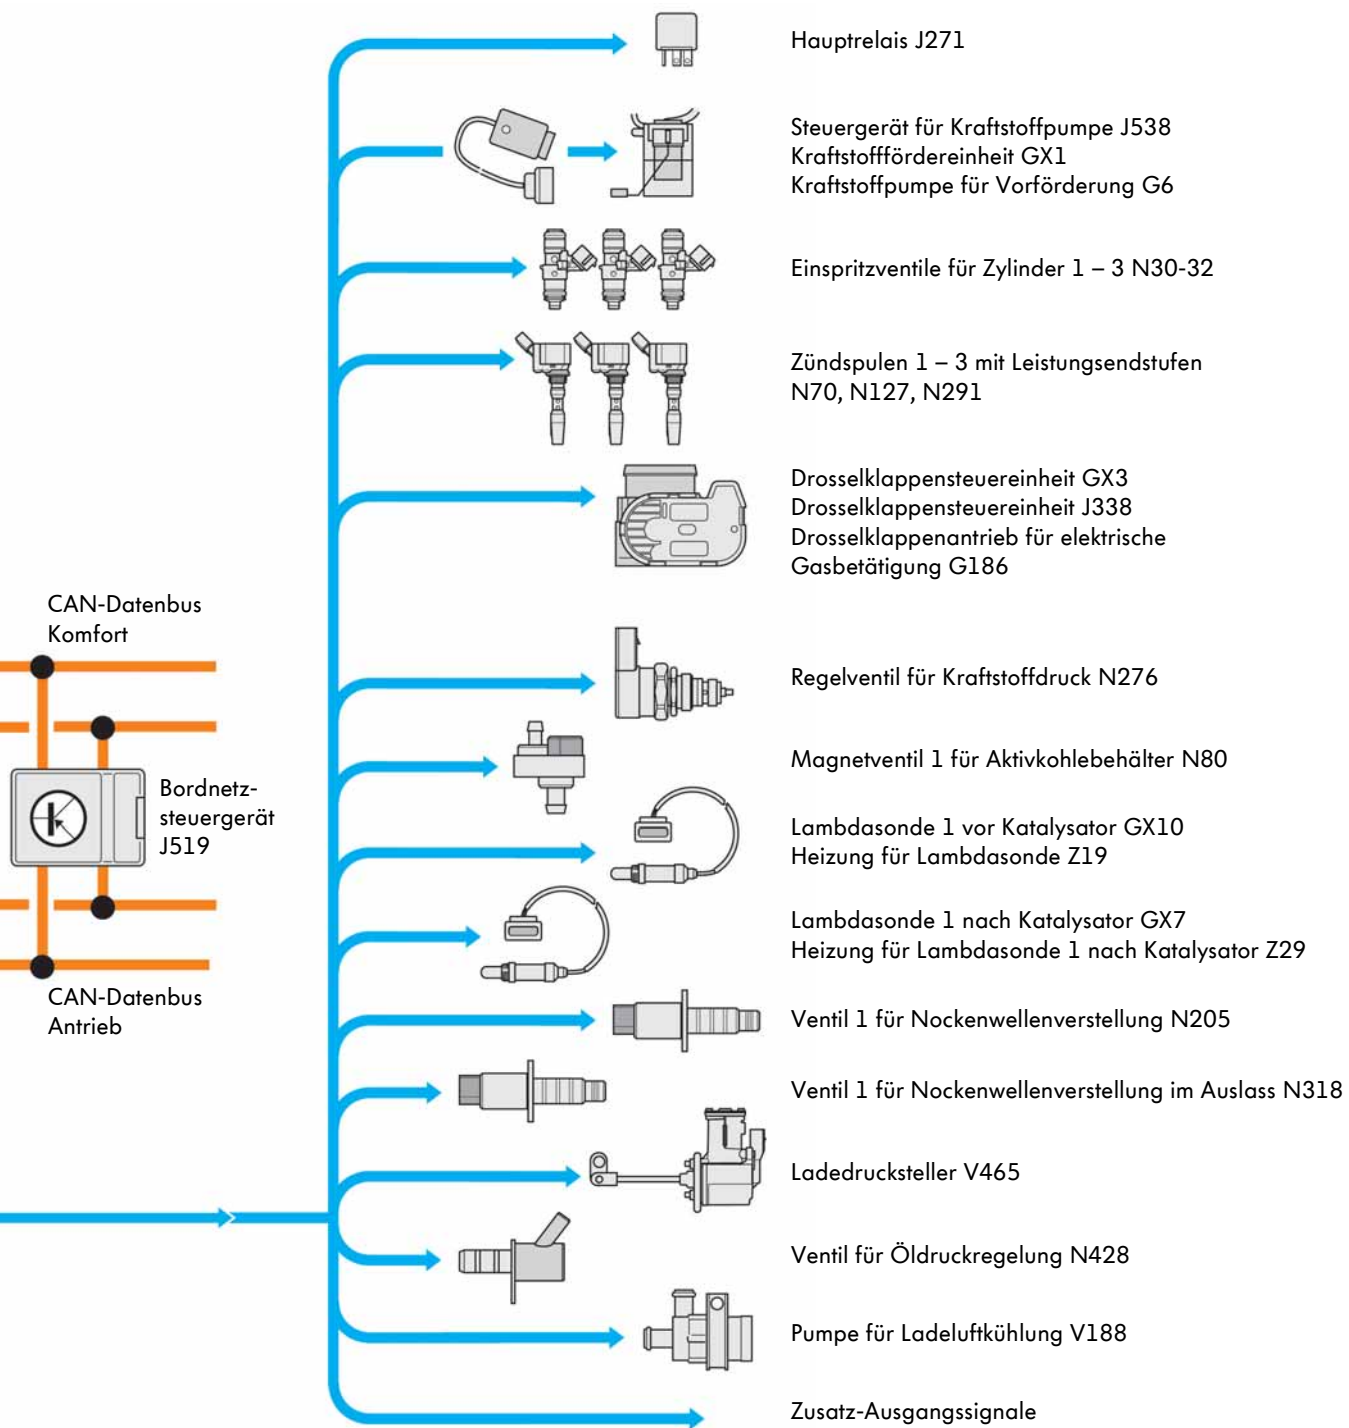 Hauptrelais J271
Steuergerät für Kraftstoffpumpe J538
Kraftstofffördereinheit GX1
Kraftstoffpumpe für Vorförderung G6
Einspritzventile für Zylinder 1 – 3 N30-32
Zündspulen 1 – 3 mit Leistungsendstufen
N70, N127, N291
Drosselklappensteuereinheit GX3
Drosselklappensteuereinheit J338
Drosselklappenantrieb für elektrische
Gasbetätigung G186
CAN-Datenbus
Komfort
Regelventil für Kraftstoffdruck N276
Magnetventil 1 für Aktivkohlebehälter N80
Bordnetz-
steuergerät
J519
Lambdasonde 1 vor Katalysator GX10
Heizung für Lambdasonde Z19
Lambdasonde 1 nach Katalysator GX7
Heizung für Lambdasonde 1 nach Katalysator Z29
CAN-Datenbus
Antrieb
Ventil 1 für Nockenwellenverstellung N205
Ventil 1 für Nockenwellenverstellung im Auslass N318
Ladedrucksteller V465
Ventil für Öldruckregelung N428
Pumpe für Ladeluftkühlung V188
Zusatz-Ausgangssignale